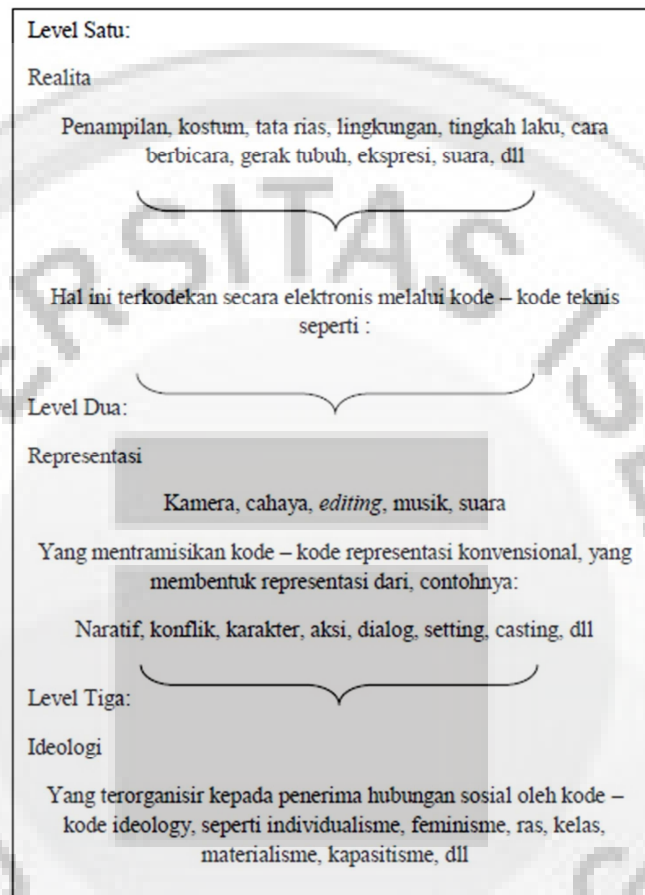 Level Satu:
Realita
Penampilan, kostum, tata rias, lingkungan, tingkah laku, cara
berbicara, gerak tubuh, ekspresi, suara, dll
Hal ini terkodekan secara elektronis melalui kode – kode teknis
seperti :
Level Dua:
Representasi
Kamera, cahaya, editing, musik, suara
Yang mentramisikan kode – kode representasi konvensional, yang
membentuk representasi dari, contohnya:
Naratif, konflik, karakter, aksi, dialog, setting, casting, dll
Level Tiga:
Ideologi
Yang terorganisir kepada penerima hubungan sosial oleh kode –
kode ideology, seperti individualisme, feminisme, ras, kelas,
materialisme, kapasitisme, dll